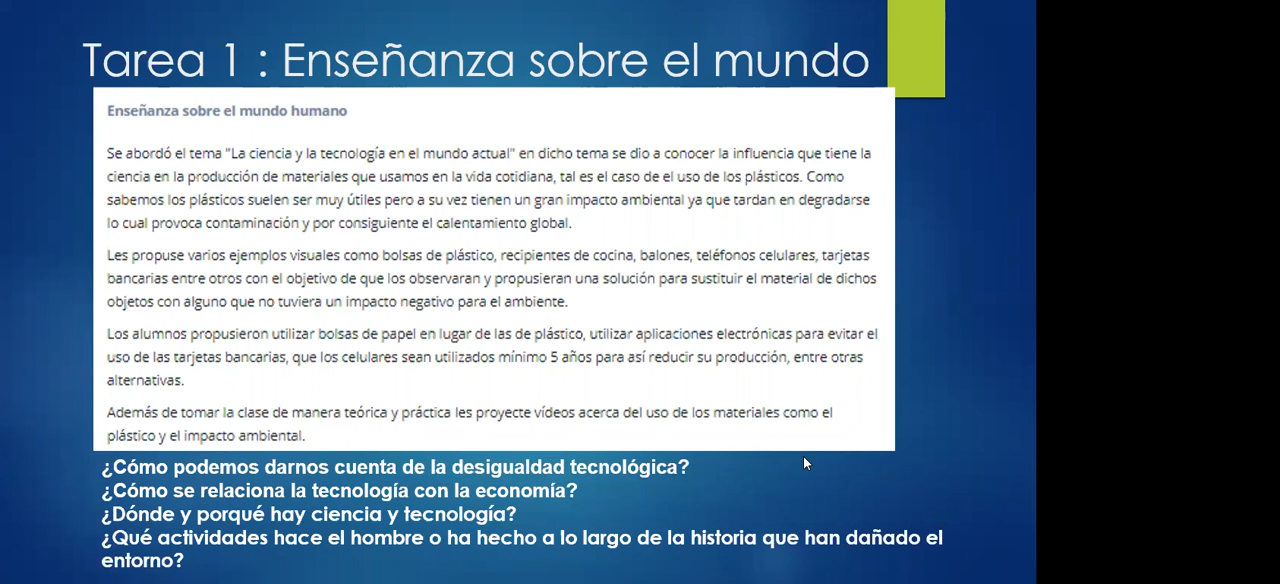 Tarea 1 : Enseñanza sobre el mundo
Enseñanza sobre el mundo humano
Se abordó el tema "La ciencia y la tecnología en el mundo actual" en dicho tema se dio a conocer la influencia que tiene la
ciencia en la producción de materiales que usamos en la vida cotidiana, tal es el caso de el uso de los plásticos. Como
sabemos los plásticos suelen ser muy útiles pero a su vez tienen un gran impacto ambiental ya que tardan en degradarse
lo cual provoca contaminación y por consiguiente el calentamiento global.
Les propuse varios ejemplos visuales como bolsas de plástico, recipientes de cocina, balones, teléfonos celulares, tarjetas
bancarias entre otros con el objetivo de que los observaran y propusieran una solución para sustituir el material de dichos
objetos con alguno que no tuviera un impacto negativo para el ambiente.
Los alumnos propusieron utilizar bolsas de papel en lugar de las de plástico, utilizar aplicaciones electrónicas para evitar el
uso de las tarjetas bancarias, que los celulares sean utilizados mínimo 5 años para así reducir su producción, entre otras
alternativas.
Además de tomar la clase de manera teórica y práctica les proyecte vídeos acerca del uso de los materiales como el
plástico y el impacto ambiental.
¿Cómo podemos darnos cuenta de la desigualdad tecnológica?
¿Cómo se relaciona la tecnología con la economía?
¿Dónde y porqué hay ciencia y tecnología?
¿Qué actividades hace el hombre o ha hecho a lo largo de la historia que han dañado el
entorno?